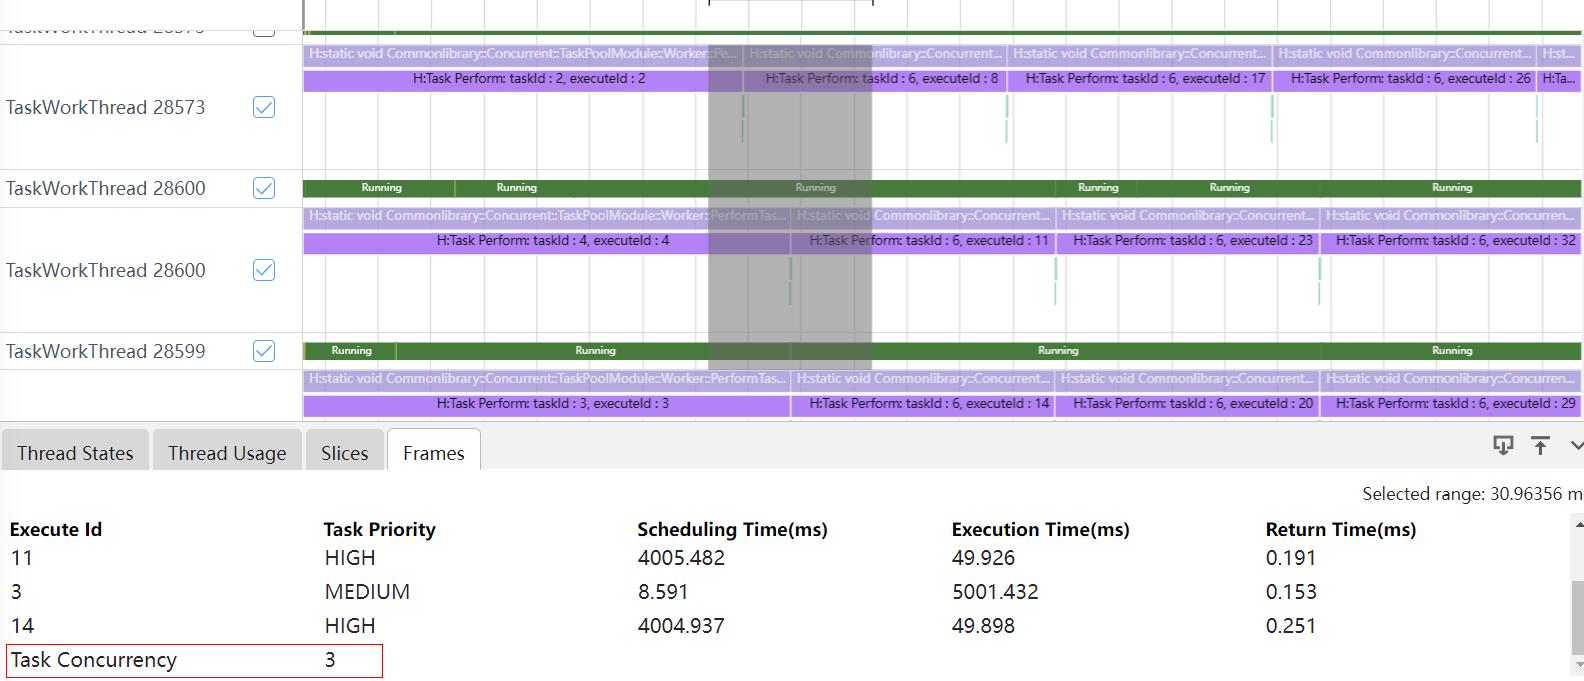 H:static void Commonlibrary::Concurrent::TaskPoolModule::Worker::Pe... H:static void Commonlibrary::Concurrent... H:static void Commonlibrary::Concurrent... H:static void Commonlibrary::Concurrent... H:st...
H:Task Perform: taskId : 2, executeId : 2 H:Task Perform: taskId : 6, executeId : 8 H:Task Perform: taskId : 6, executeId : 17 H:Task Perform: taskId : 6, executeId : 26 H:Ta...
TaskWorkThread 28573
TaskWorkThread 28600 Running Running Running Running Running Running
H:static void Commonlibrary::Concurrent::TaskPoolModule::Worker::PerformTas... H:static void Commonlibrary::Concurrent... H:static void Commonlibrary::Concurrent... H:static void Commonlibrary::Concurren...
H:Task Perform: taskId : 4, executeId : 4 H:Task Perform: taskId : 6, executeId : 11 H:Task Perform: taskId : 6, executeId : 23 H:Task Perform: taskId : 6, executeId : 32
TaskWorkThread 28600
TaskWorkThread 28599 Running Running Running Running
H:static void Commonlibrary::Concurrent::TaskPoolModule::Worker::PerformTas... H:static void Commonlibrary::Concurrent... H:static void Commonlibrary::Concurrent... H:static void Commonlibrary::Concurren...
H:Task Perform: taskId : 3, executeId : 3 H:Task Perform: taskId : 6, executeId : 14 H:Task Perform: taskId : 6, executeId : 20 H:Task Perform: taskId : 6, executeId : 29
Thread States Thread Usage Slices Frames
Selected range: 30.96356 m
Execute Id Task Priority Scheduling Time(ms) Execution Time(ms) Return Time(ms)
11 HIGH 4005.482 49.926 0.191
3 MEDIUM 8.591 5001.432 0.153
14 HIGH 4004.937 49.898 0.251
Task Concurrency 3